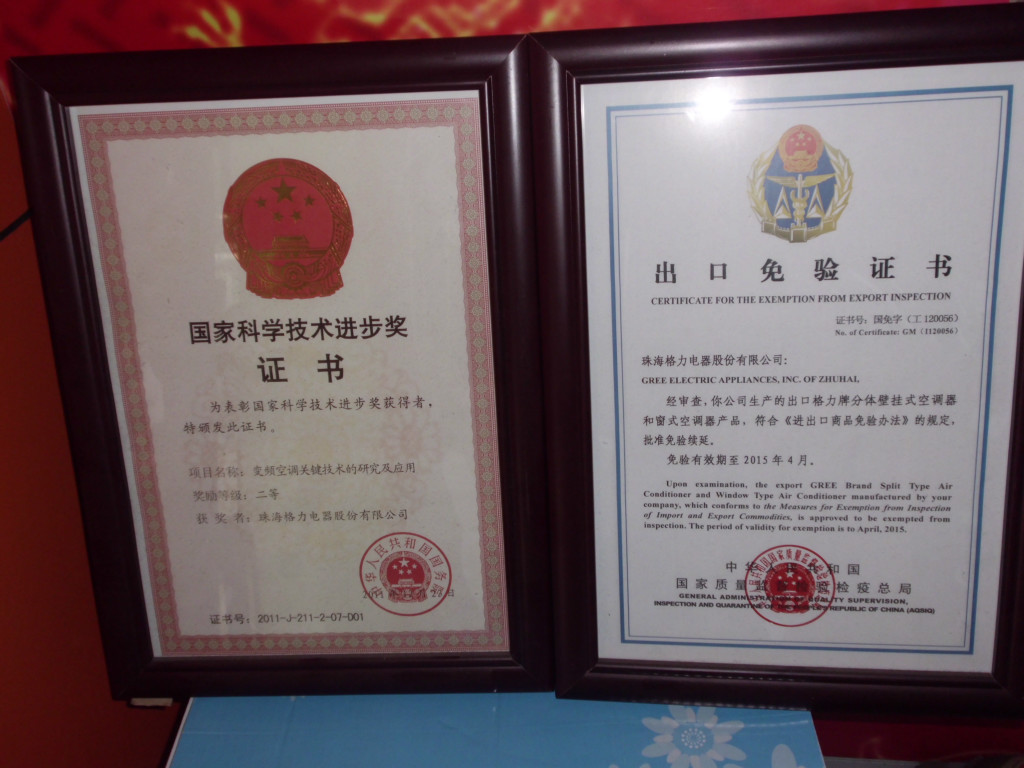 国家科学技术进步奖
证书
为表彰国家科学技术进步奖获得者，
特颁发此证书。
项目名称：变频空调关键技术的研究及应用
奖励等级：二等
获奖者：珠海格力电器股份有限公司
证书号：2011-J-211-2-07-001
出口免验证书
CERTIFICATE FOR THE EXEMPTION FROM EXPORT INSPECTION
证书号：国免字（工120056）
No. of Certificate: GM（I120056）
珠海格力电器股份有限公司：
GREE ELECTRIC APPLIANCES, INC. OF ZHUHAI,
经审查，你公司生产的出口格力牌分体壁挂式空调器
和窗式空调器产品，符合《进出口商品免验办法》的规定，
批准免验续延。
免验有效期至2015年4月。
Upon examination, the export GREE Brand Split Type Air
Conditioner and Window Type Air Conditioner manufactured by your
company, which conforms to the Measures for Exemption from Inspection
of Import and Export Commodities, is approved to be exempted from
inspection. The period of validity for exemption is to April, 2015.
中华人民共和国
国家质量监督检验检疫总局
GENERAL ADMINISTRATION OF QUALITY SUPERVISION,
INSPECTION AND QUARANTINE OF THE PEOPLE'S REPUBLIC OF CHINA (AQSIQ)